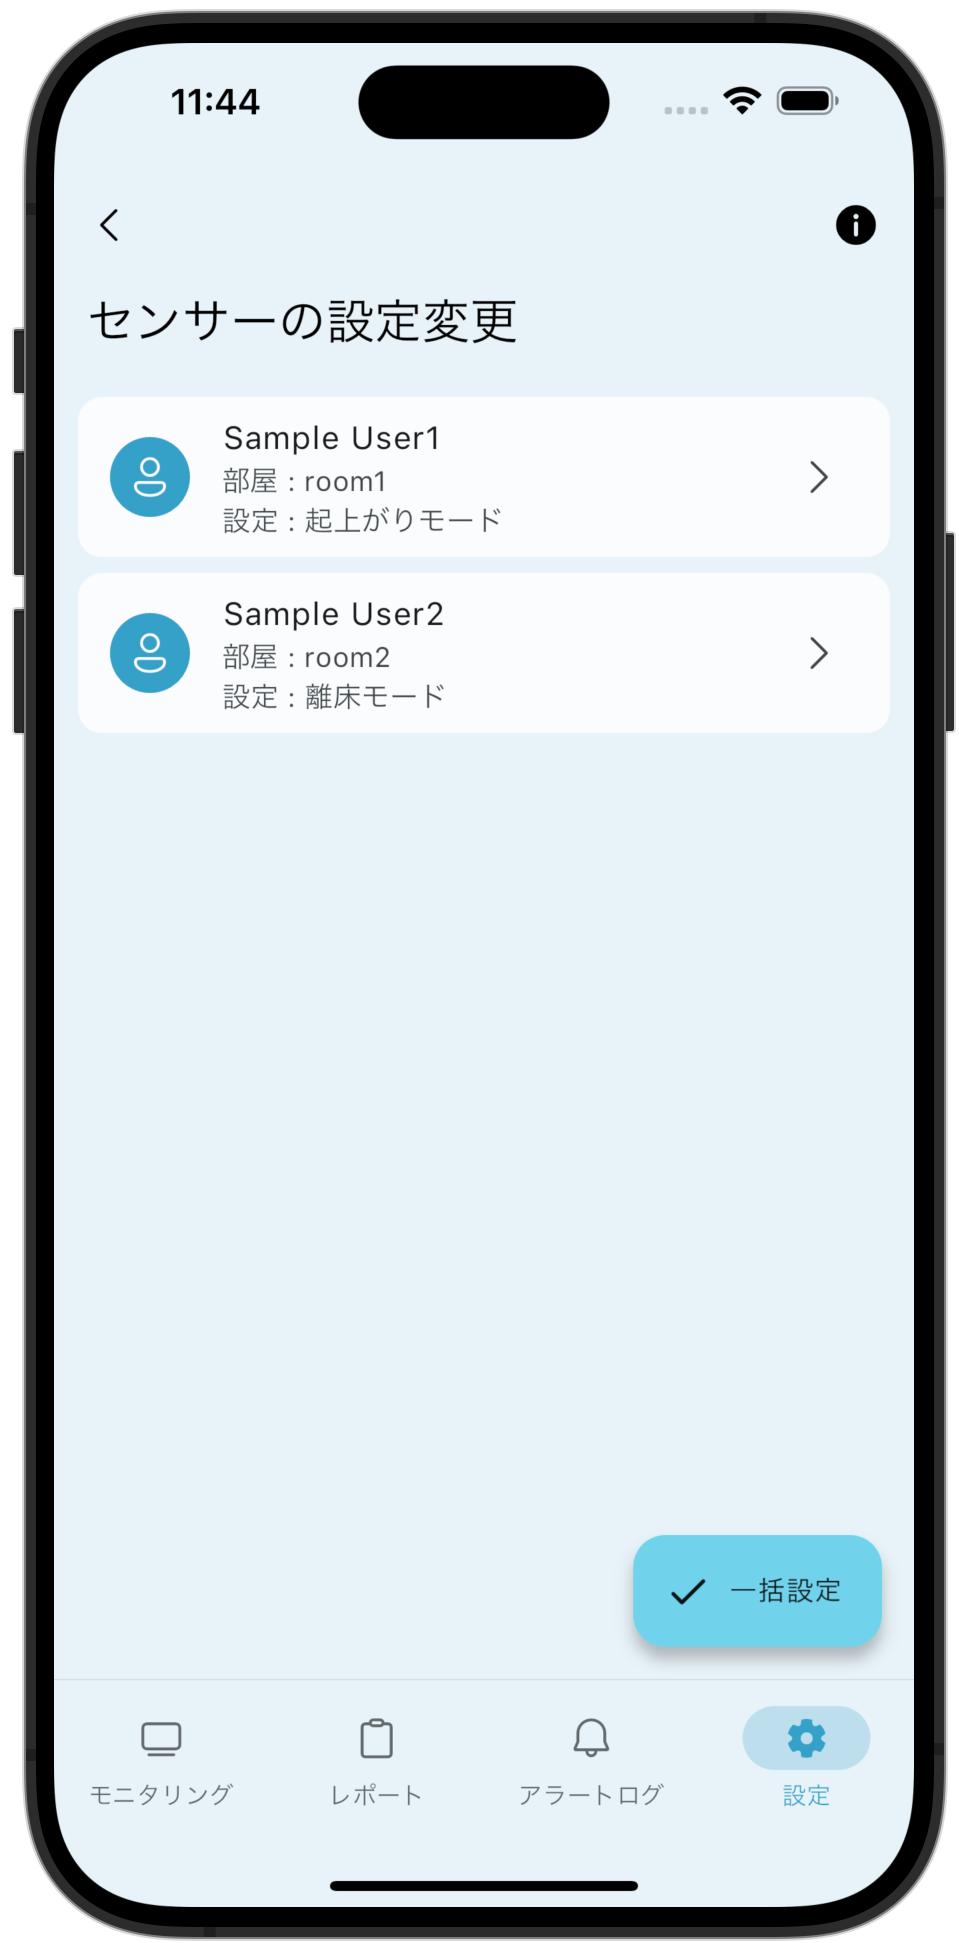 11:44
センサーの設定変更
Sample User1
部屋：room1
設定：起上がりモード
Sample User2
部屋：room2
設定：離床モード
一括設定
モニタリング
レポート
アラートログ
設定